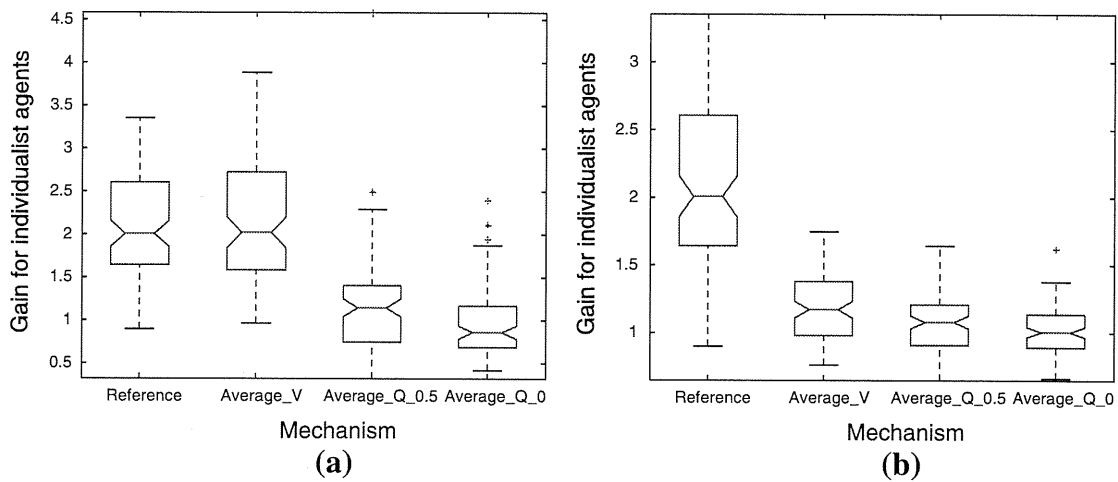 Gain for individualist agents
4.5
4
3.5
3
2.5
2
1.5
1
0.5
Reference
Average_V
Average_Q_0.5
Average_Q_0
Mechanism
(a)
Gain for individualist agents
3
2.5
2
1.5
1
Reference
Average_V
Average_Q_0.5
Average_Q_0
Mechanism
(b)